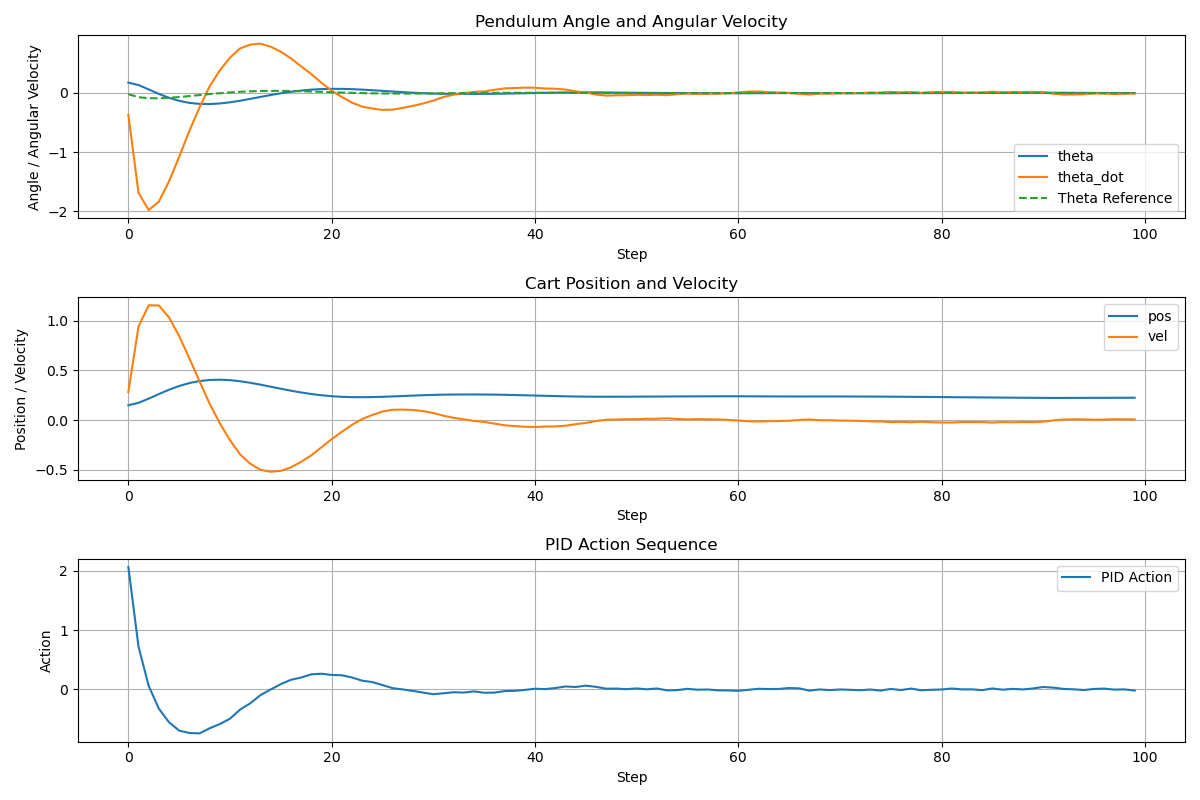 Pendulum Angle and Angular Velocity
Angle / Angular Velocity
0
−1
−2
theta
theta_dot
Theta Reference
0 20 40 60 80 100
Step
Cart Position and Velocity
Position / Velocity
1.0
0.5
0.0
−0.5
pos
vel
0 20 40 60 80 100
Step
PID Action Sequence
Action
2
1
0
PID Action
0 20 40 60 80 100
Step